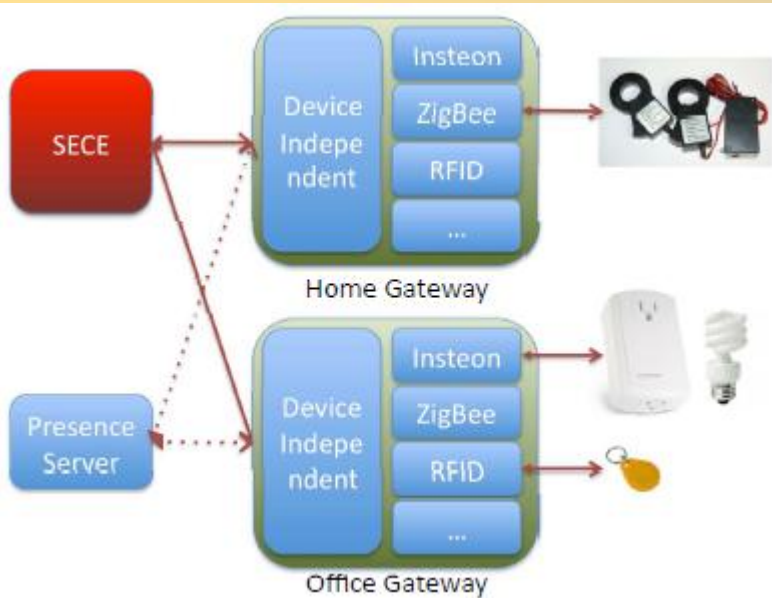 SECE
Device
Indepe
ndent
Insteon
ZigBee
RFID
...
Home Gateway
Presence
Server
Device
Indepe
ndent
Insteon
ZigBee
RFID
...
Office Gateway